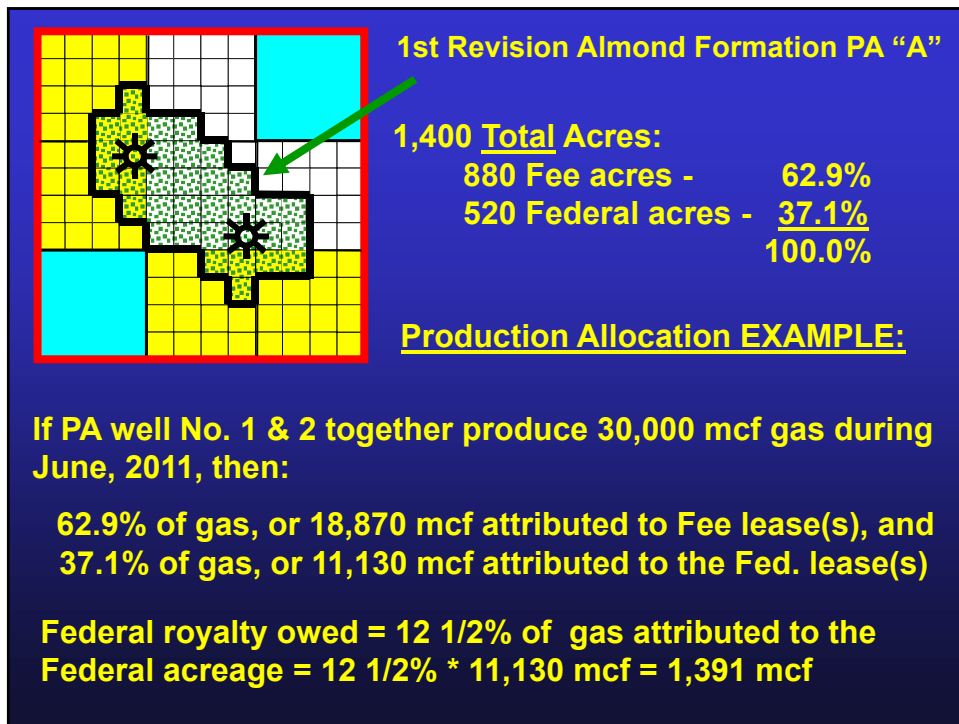 1st Revision Almond Formation PA “A”
1,400 Total Acres:
880 Fee acres - 62.9%
520 Federal acres - 37.1%
100.0%
Production Allocation EXAMPLE:
If PA well No. 1 & 2 together produce 30,000 mcf gas during
June, 2011, then:
62.9% of gas, or 18,870 mcf attributed to Fee lease(s), and
37.1% of gas, or 11,130 mcf attributed to the Fed. lease(s)
Federal royalty owed = 12 1/2% of gas attributed to the
Federal acreage = 12 1/2% * 11,130 mcf = 1,391 mcf